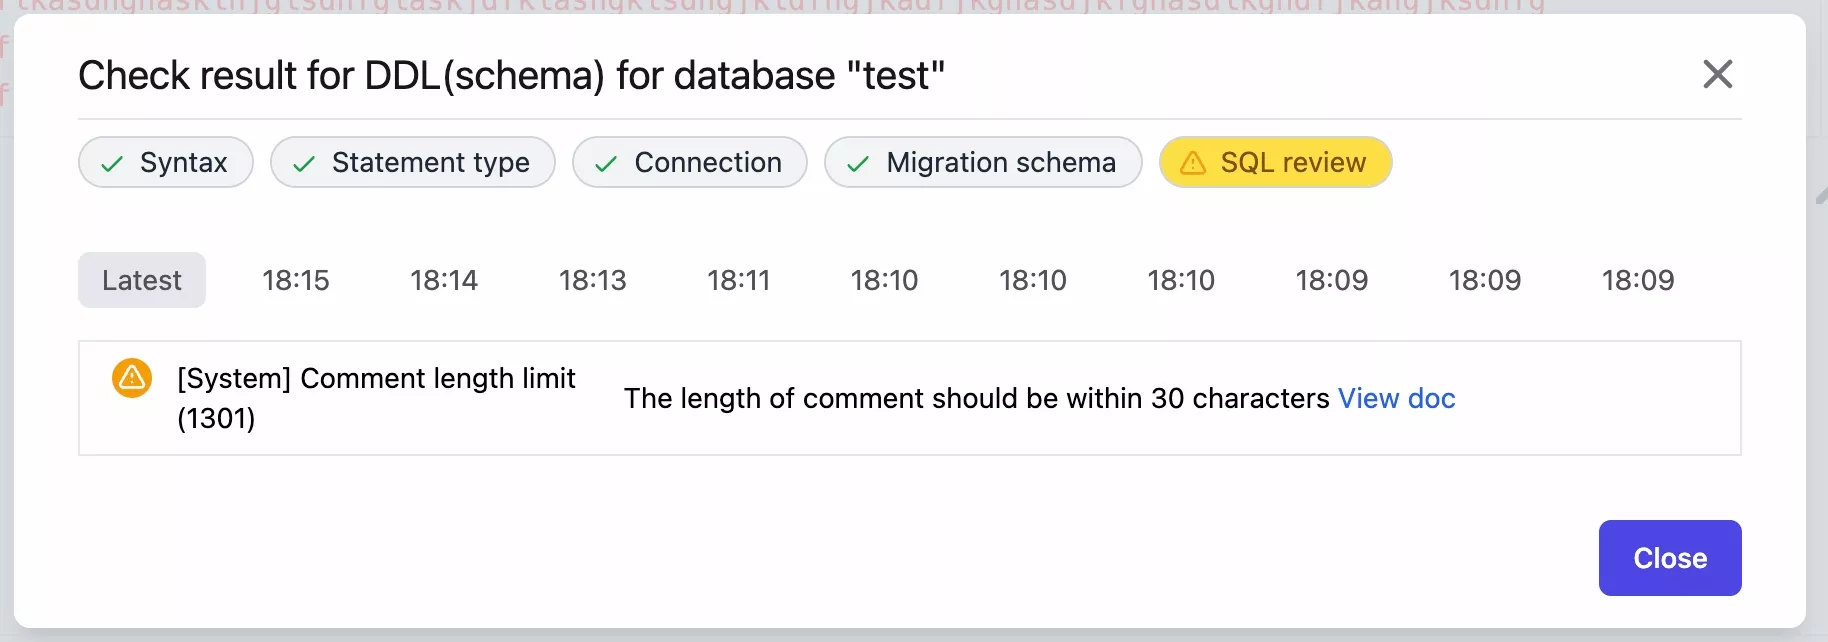 Check result for DDL(schema) for database "test"
Syntax
Statement type
Connection
Migration schema
SQL review
Latest 18:15 18:14 18:13 18:11 18:10 18:10 18:10 18:09 18:09 18:09
[System] Comment length limit
(1301)
The length of comment should be within 30 characters View doc
Close